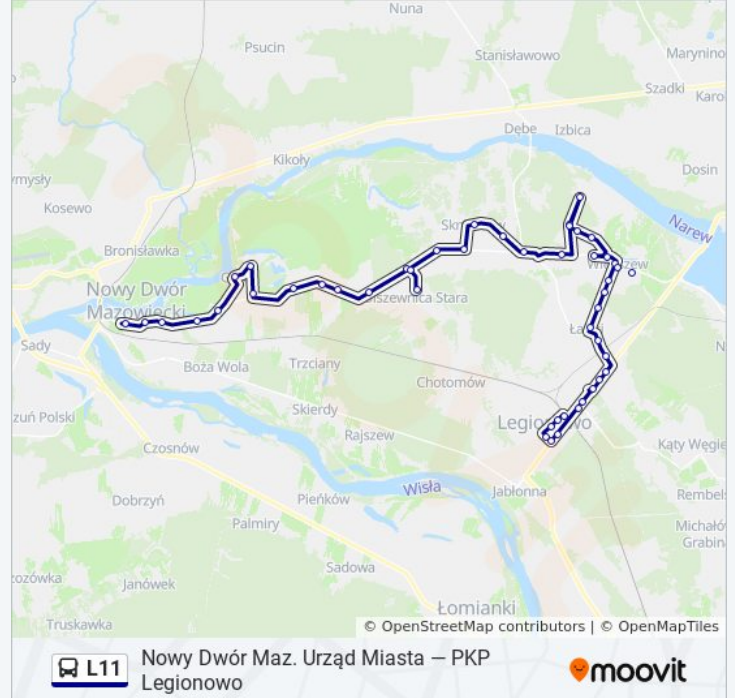 Nuna
Psucin
Stanisławowo
Marynino
Szadki
Karo
Dębe
Izbica
Kikoły
Dosin
Kosewo
Narew
Bronisławka
Nowy Dwór
Mazowiecki
Stara
Sady
Boża Wola
Trzciany
Chotomów
Skierdy
Legionowo
Rajszew
Czosnów
Kąty Węgie
Wisła
Jabłonna
Rembels
Dobrzyń
Pieńków
Palmiry
Michałó
Grabin
Sadowa
Janówek
Łomianki
Truskawka
© OpenStreetMap contributors | © OpenMapTiles
L11
Nowy Dwór Maz. Urząd Miasta — PKP
Legionowo
moovit